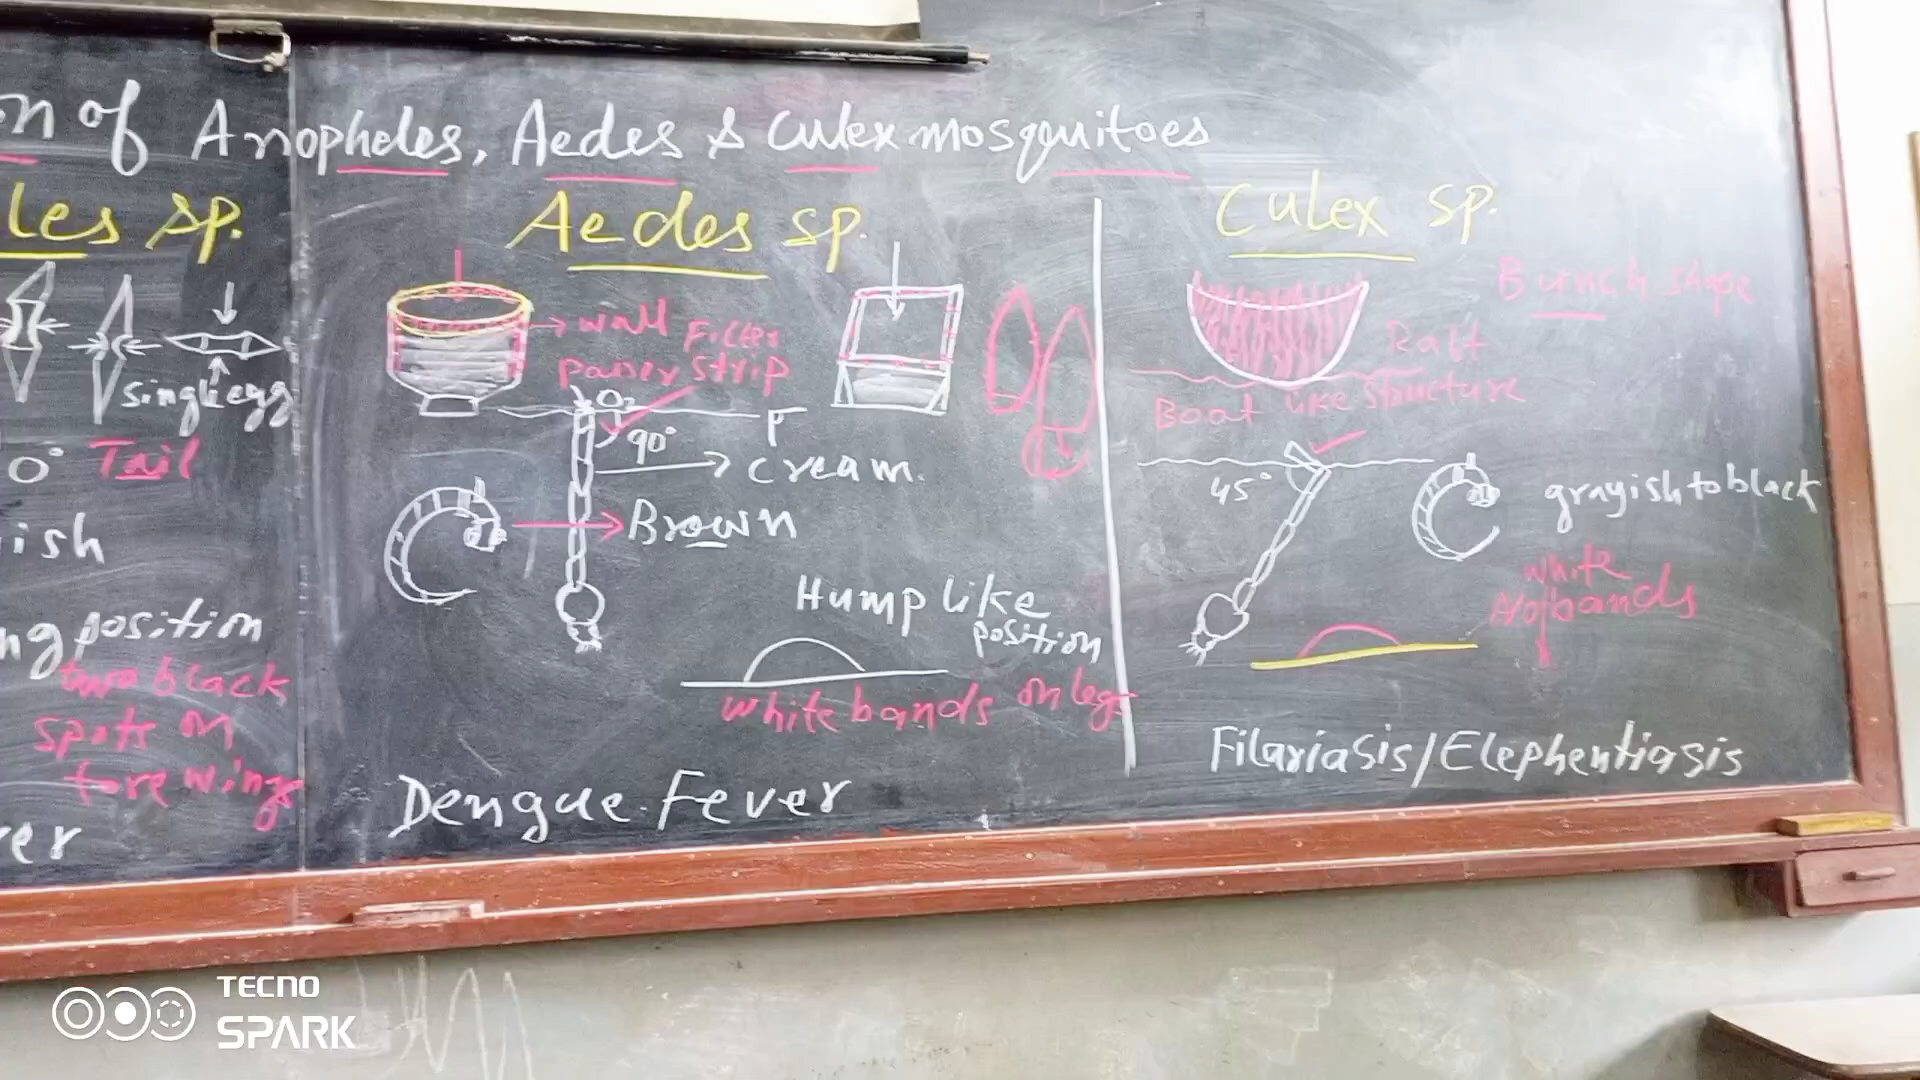 on of Anopheles, Aedes & Culex mosquitoes
les sp.
single egg
0° Tail
ish
ng position
two black
spots on
fore wings
er
Aedes sp.
wall Filter
paper strip
O2
90°
P
cream.
Brown
Hump like
position
white bands on leg
Dengue Fever
Culex sp.
Bunch shape
Raft
Boat like structure
45°
grayish to black
white
No bands
Filariasis/Elephentiasis
TECNO
SPARK